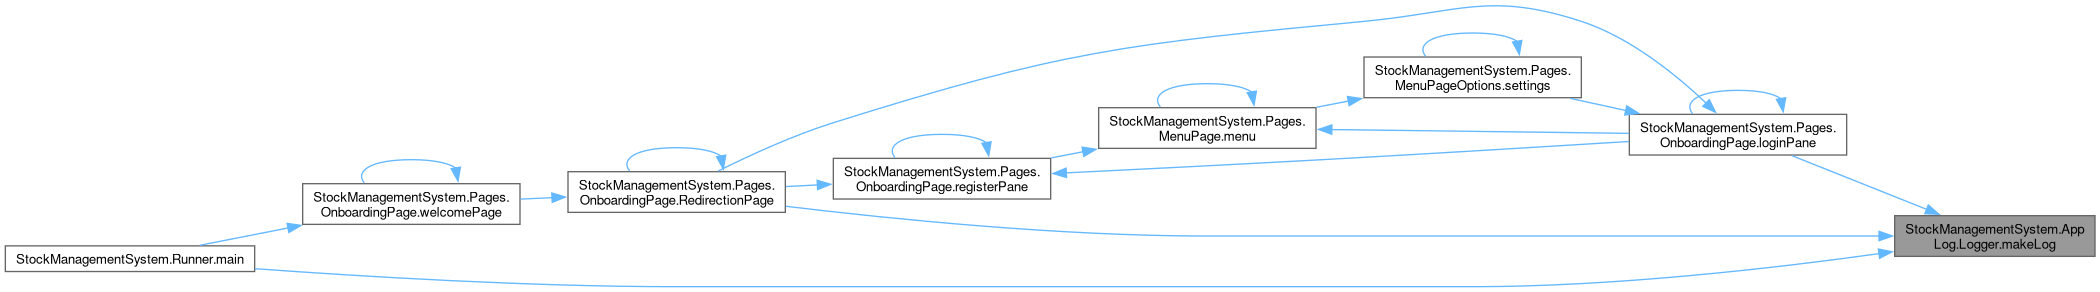 StockManagementSystem.Pages.
MenuPageOptions.settings
StockManagementSystem.Pages.
MenuPage.menu
StockManagementSystem.Pages.
OnboardingPage.loginPane
StockManagementSystem.Pages.
OnboardingPage.registerPane
StockManagementSystem.Pages.
OnboardingPage.RedirectionPage
StockManagementSystem.Pages.
OnboardingPage.welcomePage
StockManagementSystem.App
Log.Logger.makeLog
StockManagementSystem.Runner.main